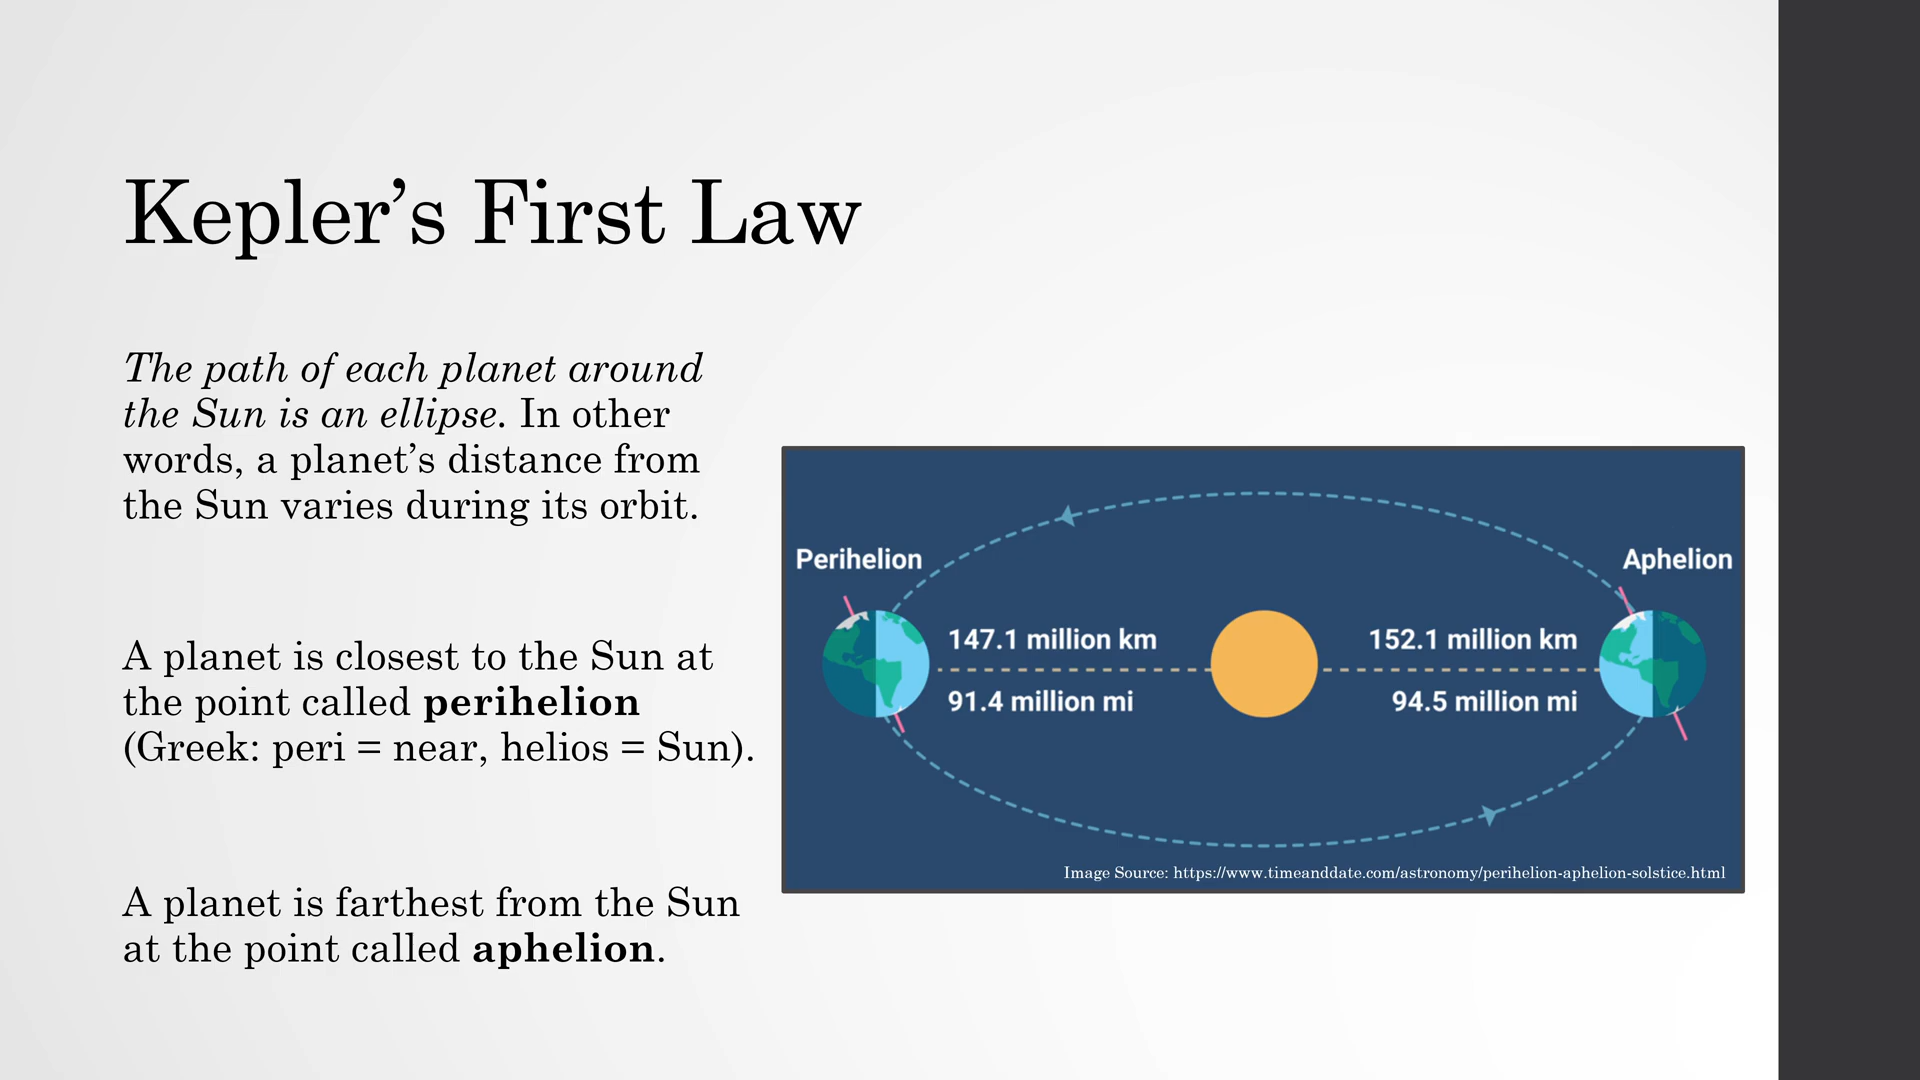 Kepler’s First Law
The path of each planet around
the Sun is an ellipse. In other
words, a planet’s distance from
the Sun varies during its orbit.
A planet is closest to the Sun at
the point called perihelion
(Greek: peri = near, helios = Sun).
A planet is farthest from the Sun
at the point called aphelion.
Perihelion
Aphelion
147.1 million km
152.1 million km
91.4 million mi
94.5 million mi
Image Source: https://www.timeanddate.com/astronomy/perihelion-aphelion-solstice.html